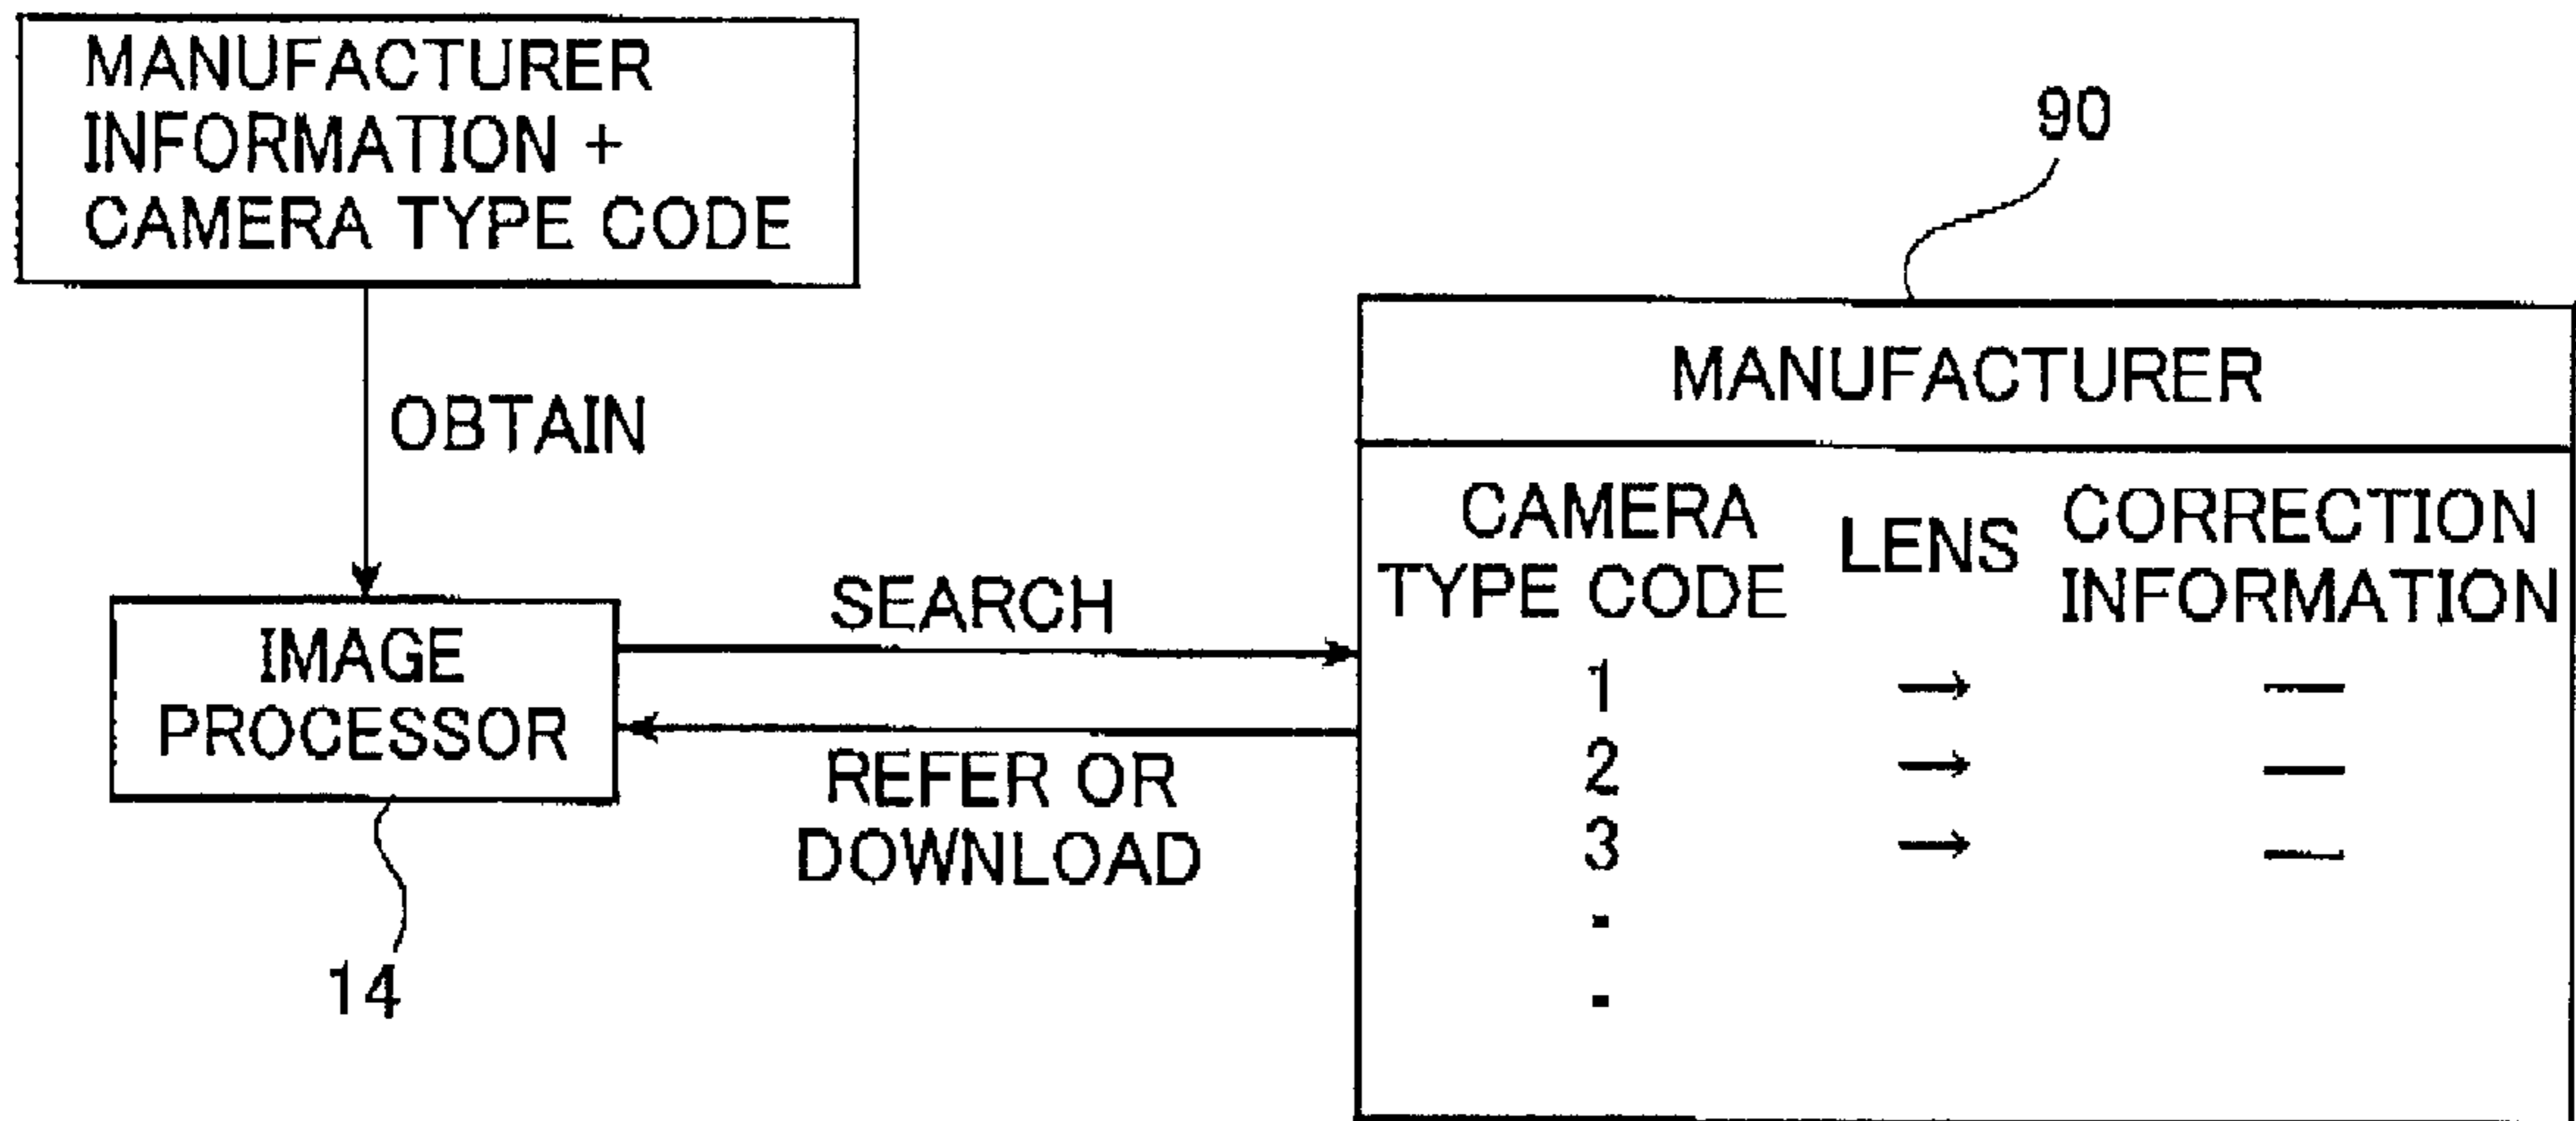 MANUFACTURER
INFORMATION +
CAMERA TYPE CODE
OBTAIN
IMAGE
PROCESSOR
14
SEARCH
REFER OR
DOWNLOAD
90
MANUFACTURER
CAMERA
TYPE CODE
LENS
CORRECTION
INFORMATION
1 → —
2 → —
3 → —